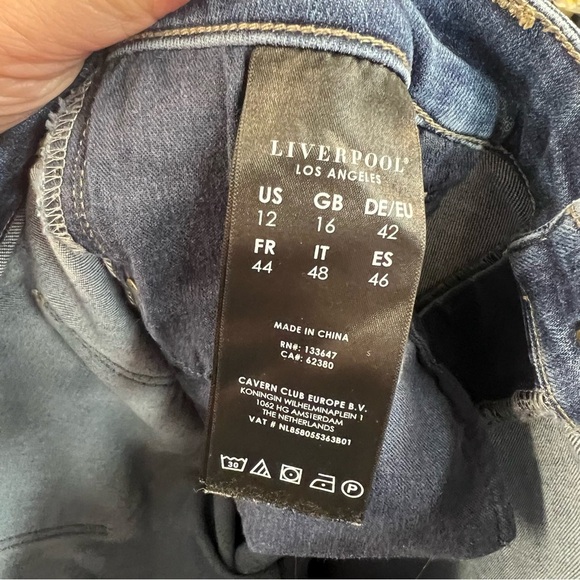 LIVERPOOL®
LOS ANGELES
US GB DE/EU
12 16 42
FR IT ES
44 48 46
MADE IN CHINA
RN#: 133647
CA#: 62380
CAVERN CLUB EUROPE B.V.
KONINGIN WILHELMINAPLEIN 1
1062 HG AMSTERDAM
THE NETHERLANDS
VAT # NL858055363B01
30 P